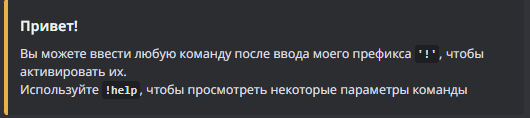 Привет!
Вы можете ввести любую команду после ввода моего префикса '!', чтобы
активировать их.
Используйте !help, чтобы просмотреть некоторые параметры команды